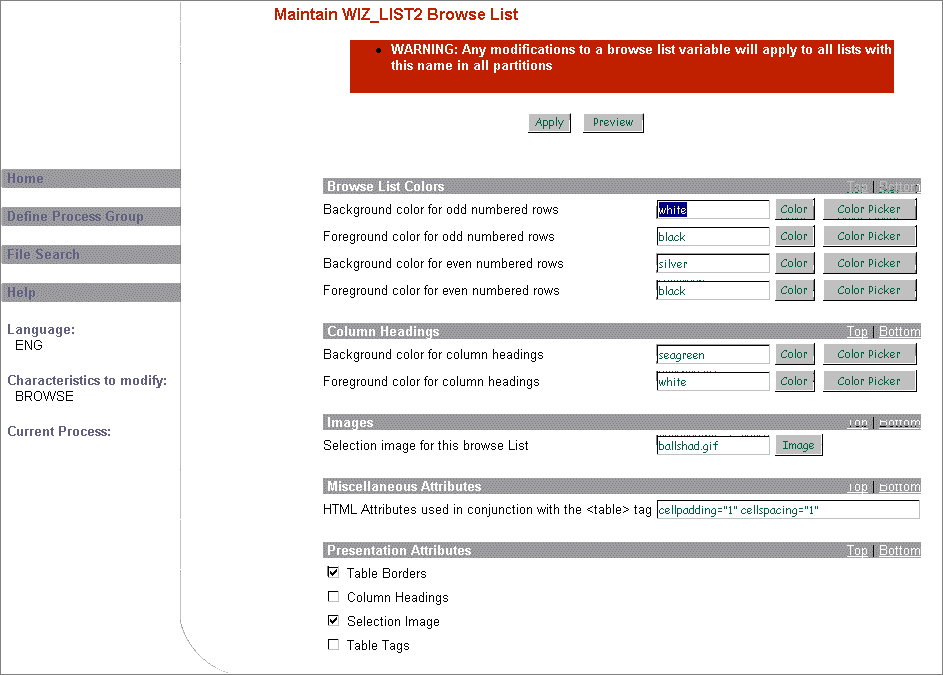 Maintain WIZ_LIST2 Browse List
WARNING: Any modifications to a browse list variable will apply to all lists with
this name in all partitions
Apply Preview
Home
Define Process Group
File Search
Help
Language:
ENG
Characteristics to modify:
BROWSE
Current Process:
Browse List Colors Top | Bottom
Background color for odd numbered rows white Color Color Picker
Foreground color for odd numbered rows black Color Color Picker
Background color for even numbered rows silver Color Color Picker
Foreground color for even numbered rows black Color Color Picker
Column Headings Top | Bottom
Background color for column headings seagreen Color Color Picker
Foreground color for column headings white Color Color Picker
Images Top | Bottom
Selection image for this browse List ballshad.gif Image
Miscellaneous Attributes Top | Bottom
HTML Attributes used in conjunction with the <table> tag cellpadding="1" cellspacing="1"
Presentation Attributes Top | Bottom
Table Borders
Column Headings
Selection Image
Table Tags